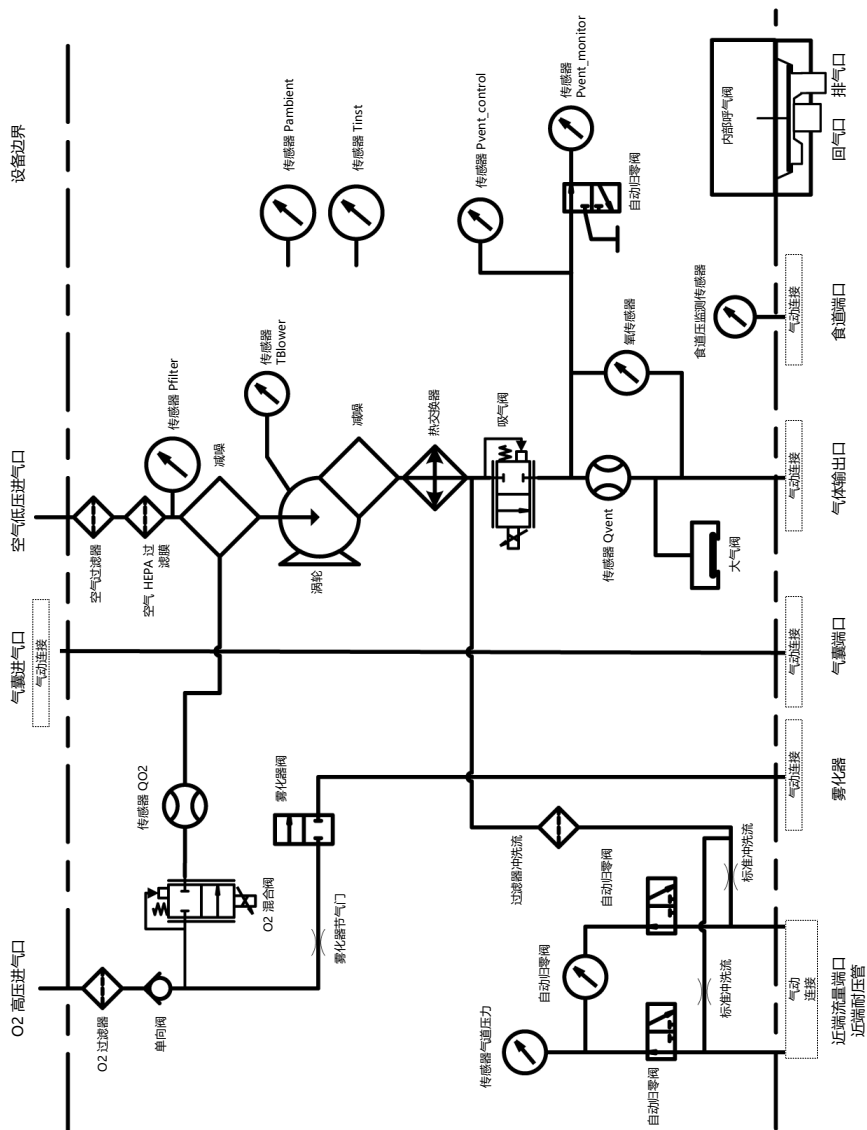 设备边界
空气低压进气口
气囊进气口
气动连接
O2 高压进气口
传感器 Pambient
传感器 Tinst
传感器 Pvent_control
传感器
Pvent_monitor
自动归零阀
内部呼气阀
排气口
回气口
空气过滤器
空气 HEPA 过
滤膜
传感器 Pfilter
减噪
传感器
TBlower
涡轮
减噪
热交换器
吸气阀
氧传感器
传感器 Qvent
大气阀
食道压监测传感器
气动连接
食道端口
气动连接
气体输出口
气动连接
气囊端口
气动连接
雾化器
O2 过滤器
单向阀
O2 混合阀
传感器 QO2
雾化器阀
雾化器节气门
过滤器冲洗流
自动归零阀
标准冲洗流
自动归零阀
传感器气道压力
自动归零阀
标准冲洗流
气动
连接
近端流量端口
近端耐压管